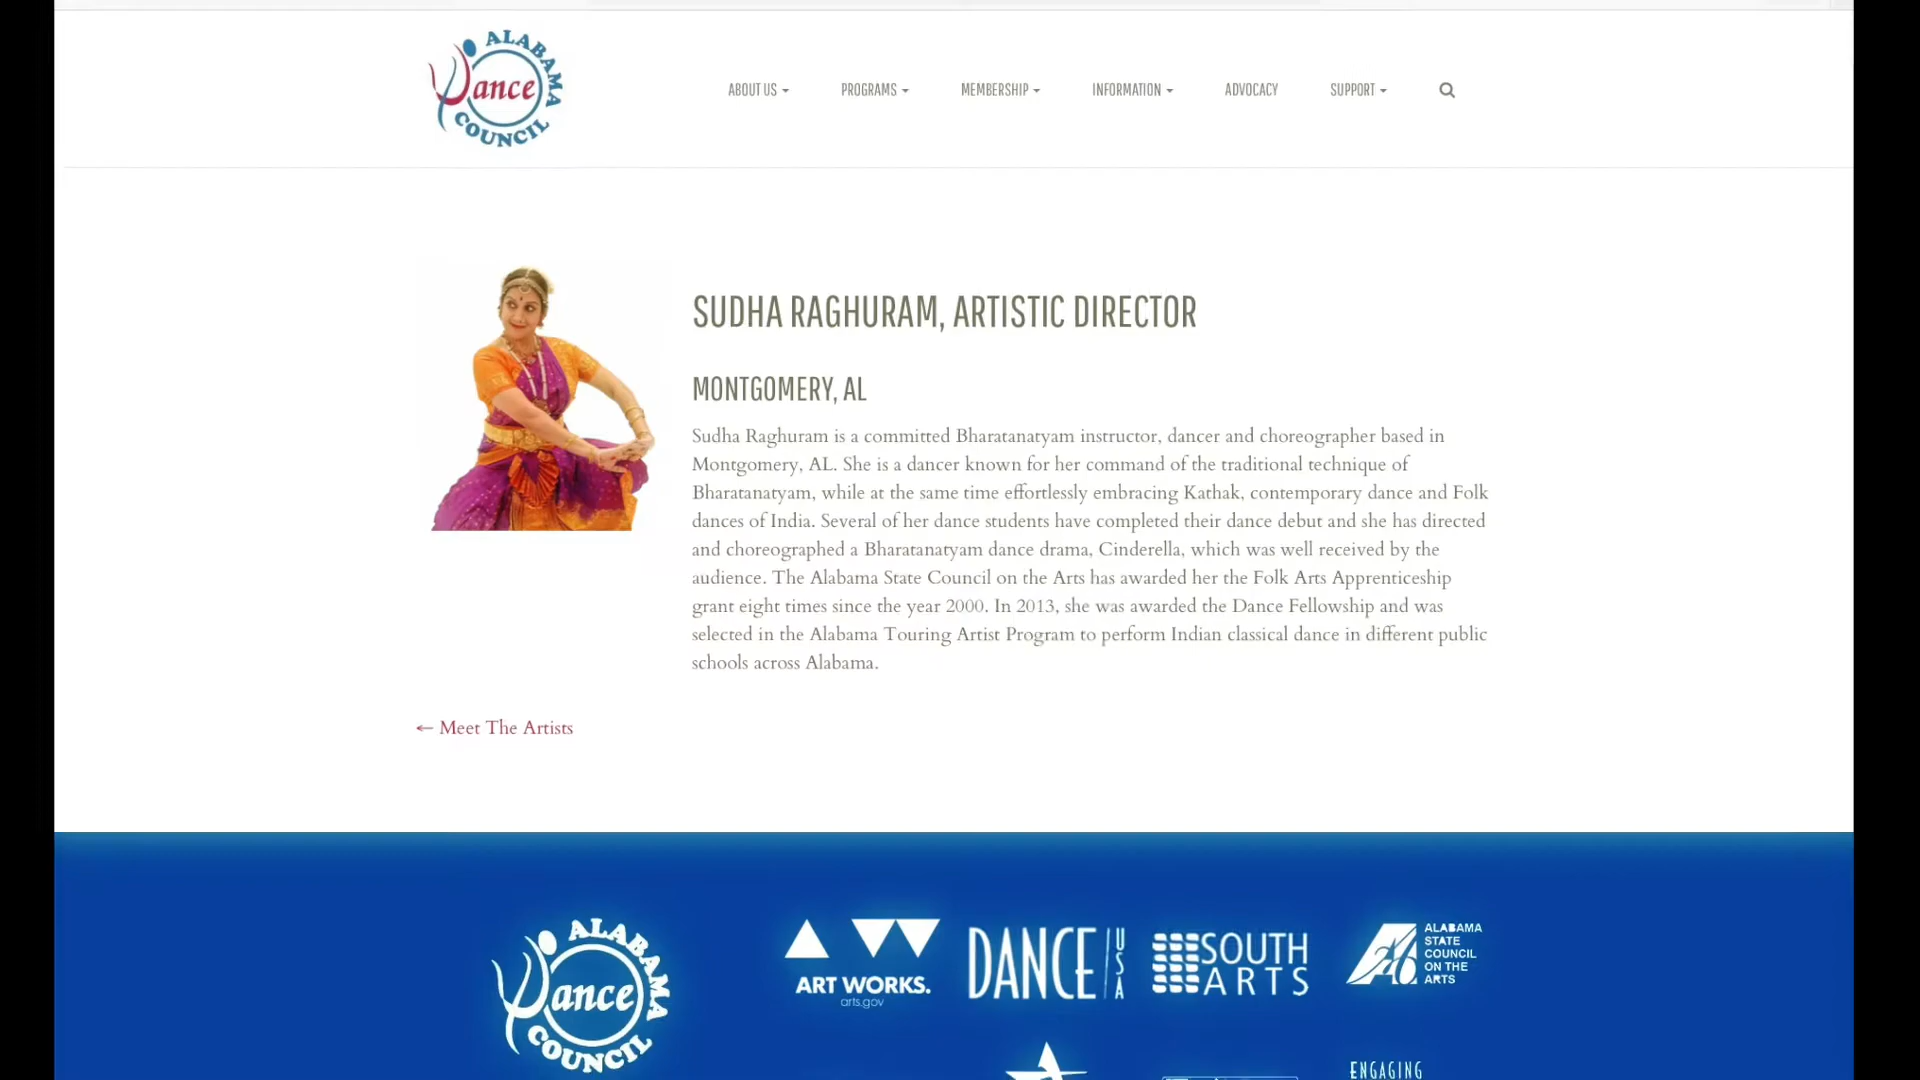 ALABAMA
Dance
COUNCIL
ABOUT US
PROGRAMS
MEMBERSHIP
INFORMATION
ADVOCACY
SUPPORT
SUDHA RAGHURAM, ARTISTIC DIRECTOR
MONTGOMERY, AL
Sudha Raghuram is a committed Bharatanatyam instructor, dancer and choreographer based in
Montgomery, AL. She is a dancer known for her command of the traditional technique of
Bharatanatyam, while at the same time effortlessly embracing Kathak, contemporary dance and Folk
dances of India. Several of her dance students have completed their dance debut and she has directed
and choreographed a Bharatanatyam dance drama, Cinderella, which was well received by the
audience. The Alabama State Council on the Arts has awarded her the Folk Arts Apprenticeship
grant eight times since the year 2000. In 2013, she was awarded the Dance Fellowship and was
selected in the Alabama Touring Artist Program to perform Indian classical dance in different public
schools across Alabama.
← Meet The Artists
ALABAMA
Dance
COUNCIL
ART WORKS.
arts.gov
DANCE USA
SOUTH
ARTS
ALABAMA
STATE
COUNCIL
ON THE
ARTS
ENGAGING